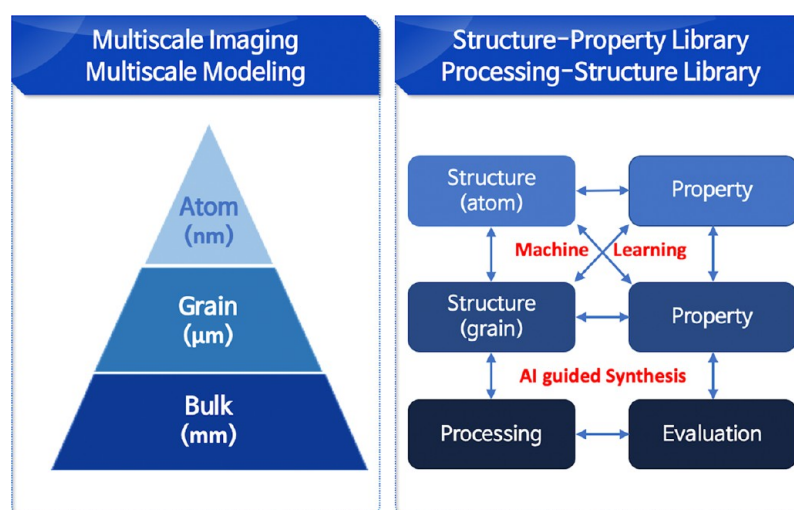 Multiscale Imaging
Multiscale Modeling
Atom
(nm)
Grain
(μm)
Bulk
(mm)
Structure-Property Library
Processing-Structure Library
Structure
(atom)
Property
Machine Learning
Structure
(grain)
Property
AI guided Synthesis
Processing
Evaluation